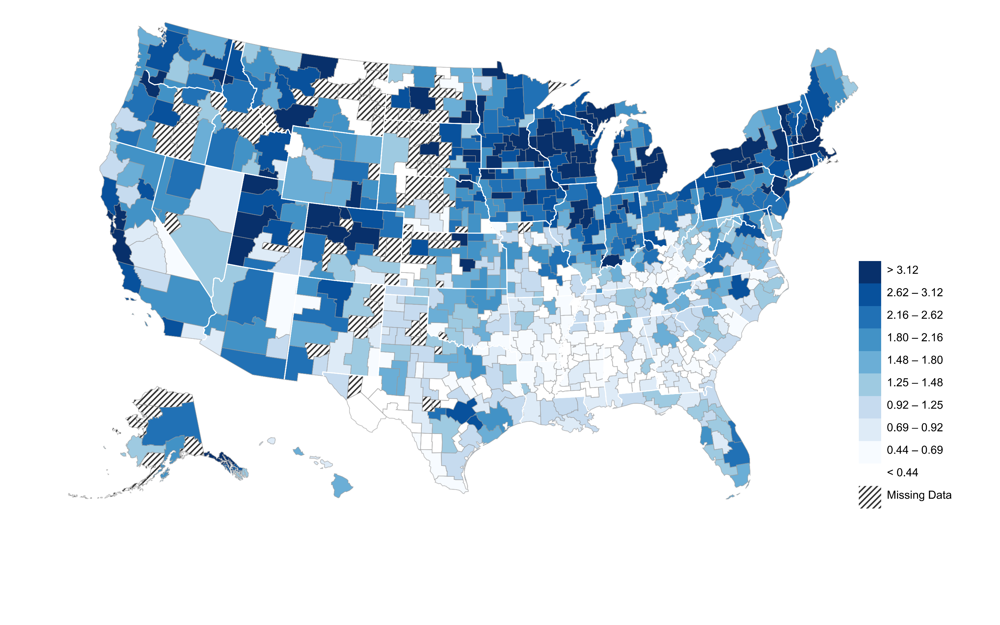 > 3.12
2.62 – 3.12
2.16 – 2.62
1.80 – 2.16
1.48 – 1.80
1.25 – 1.48
0.92 – 1.25
0.69 – 0.92
0.44 – 0.69
< 0.44
Missing Data